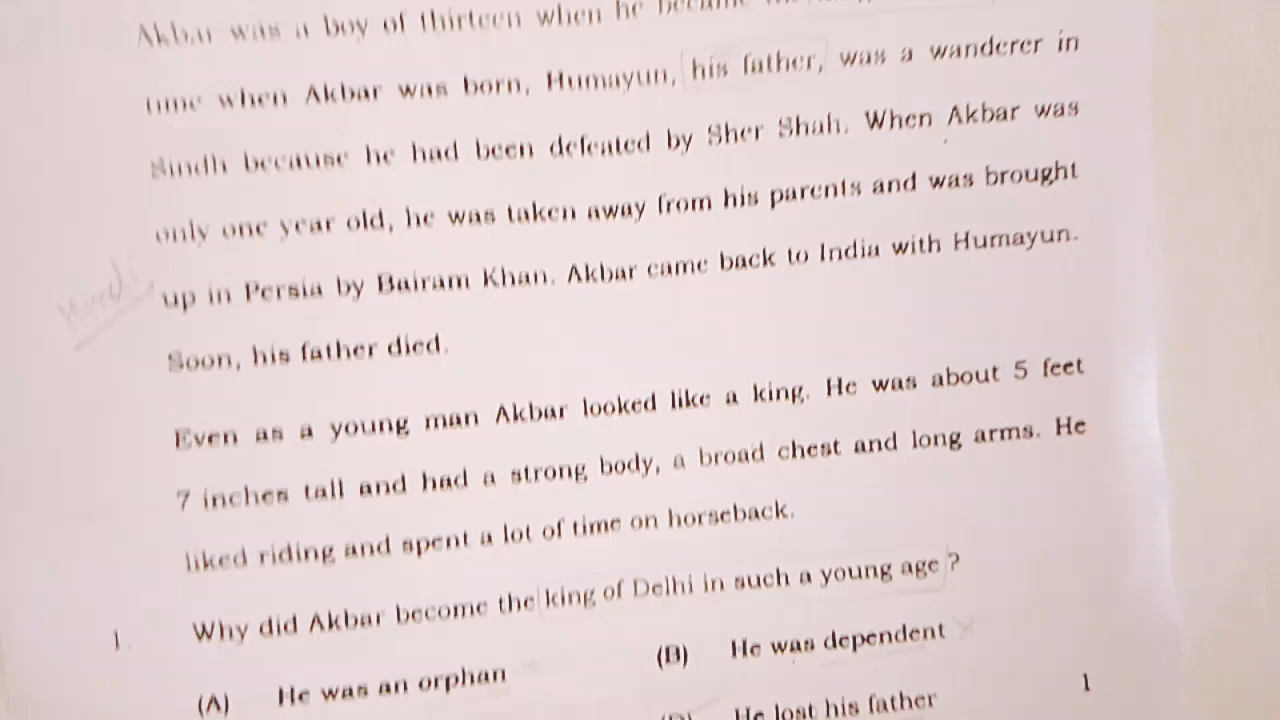 Akbar was a boy of thirteen when he became
time when Akbar was born, Humayun, his father, was a wanderer in
Sindh because he had been defeated by Sher Shah. When Akbar was
only one year old, he was taken away from his parents and was brought
up in Persia by Bairam Khan. Akbar came back to India with Humayun.
Soon, his father died.
Even as a young man Akbar looked like a king. He was about 5 feet
7 inches tall and had a strong body, a broad chest and long arms. He
liked riding and spent a lot of time on horseback.
1. Why did Akbar become the king of Delhi in such a young age ?
(A) He was an orphan (B) He was dependent
(D) He lost his father 1